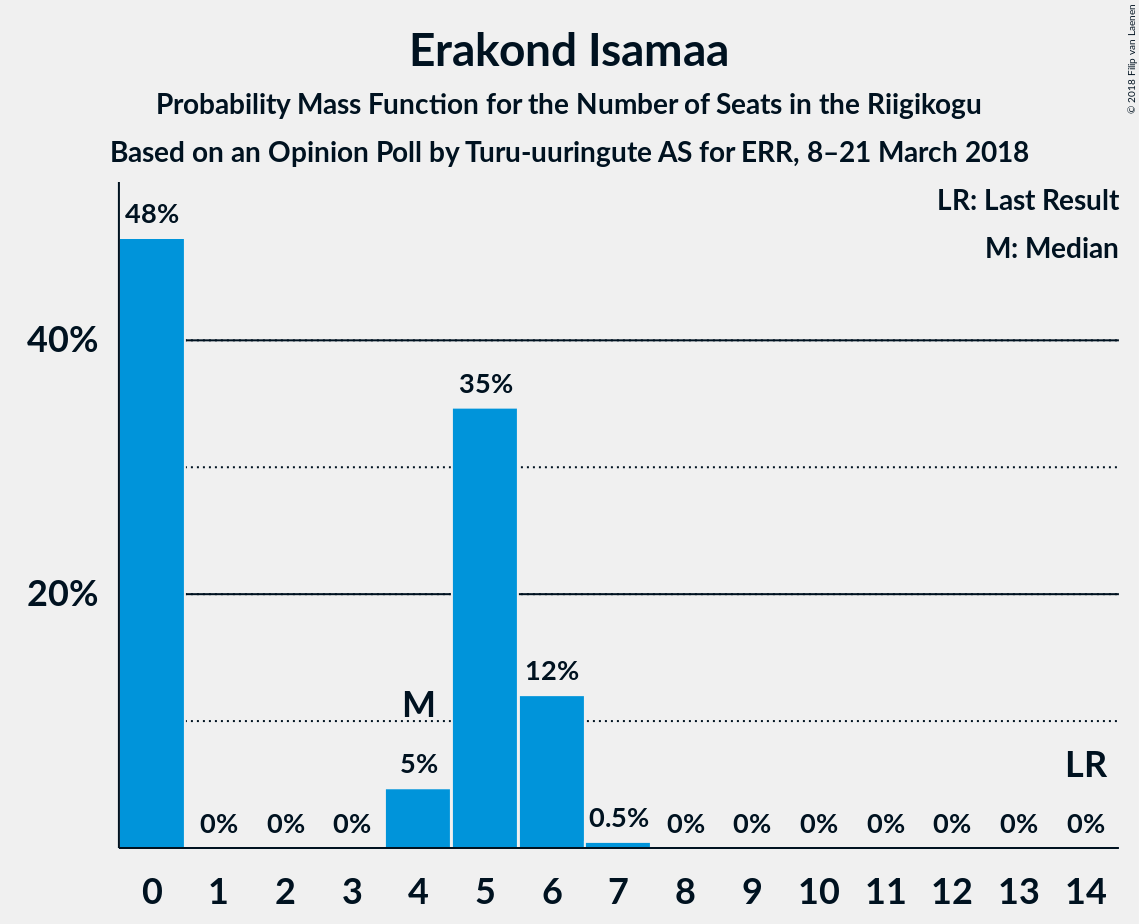 Erakond Isamaa
Probability Mass Function for the Number of Seats in the Riigikogu
Based on an Opinion Poll by Turu-uuringute AS for ERR, 8–21 March 2018
© 2018 Filip van Laenen
LR: Last Result
M: Median
48%
40%
35%
20%
12%
M
5%
LR
0% 0% 0% 0.5% 0% 0% 0% 0% 0% 0% 0%
0 1 2 3 4 5 6 7 8 9 10 11 12 13 14